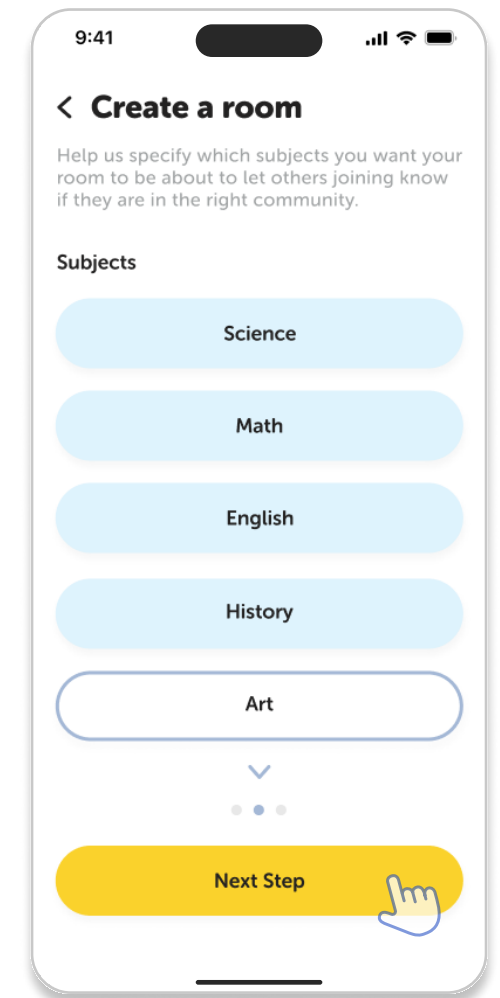 9:41
Create a room
Help us specify which subjects you want your
room to be about to let others joining know
if they are in the right community.
Subjects
Science
Math
English
History
Art
Next Step